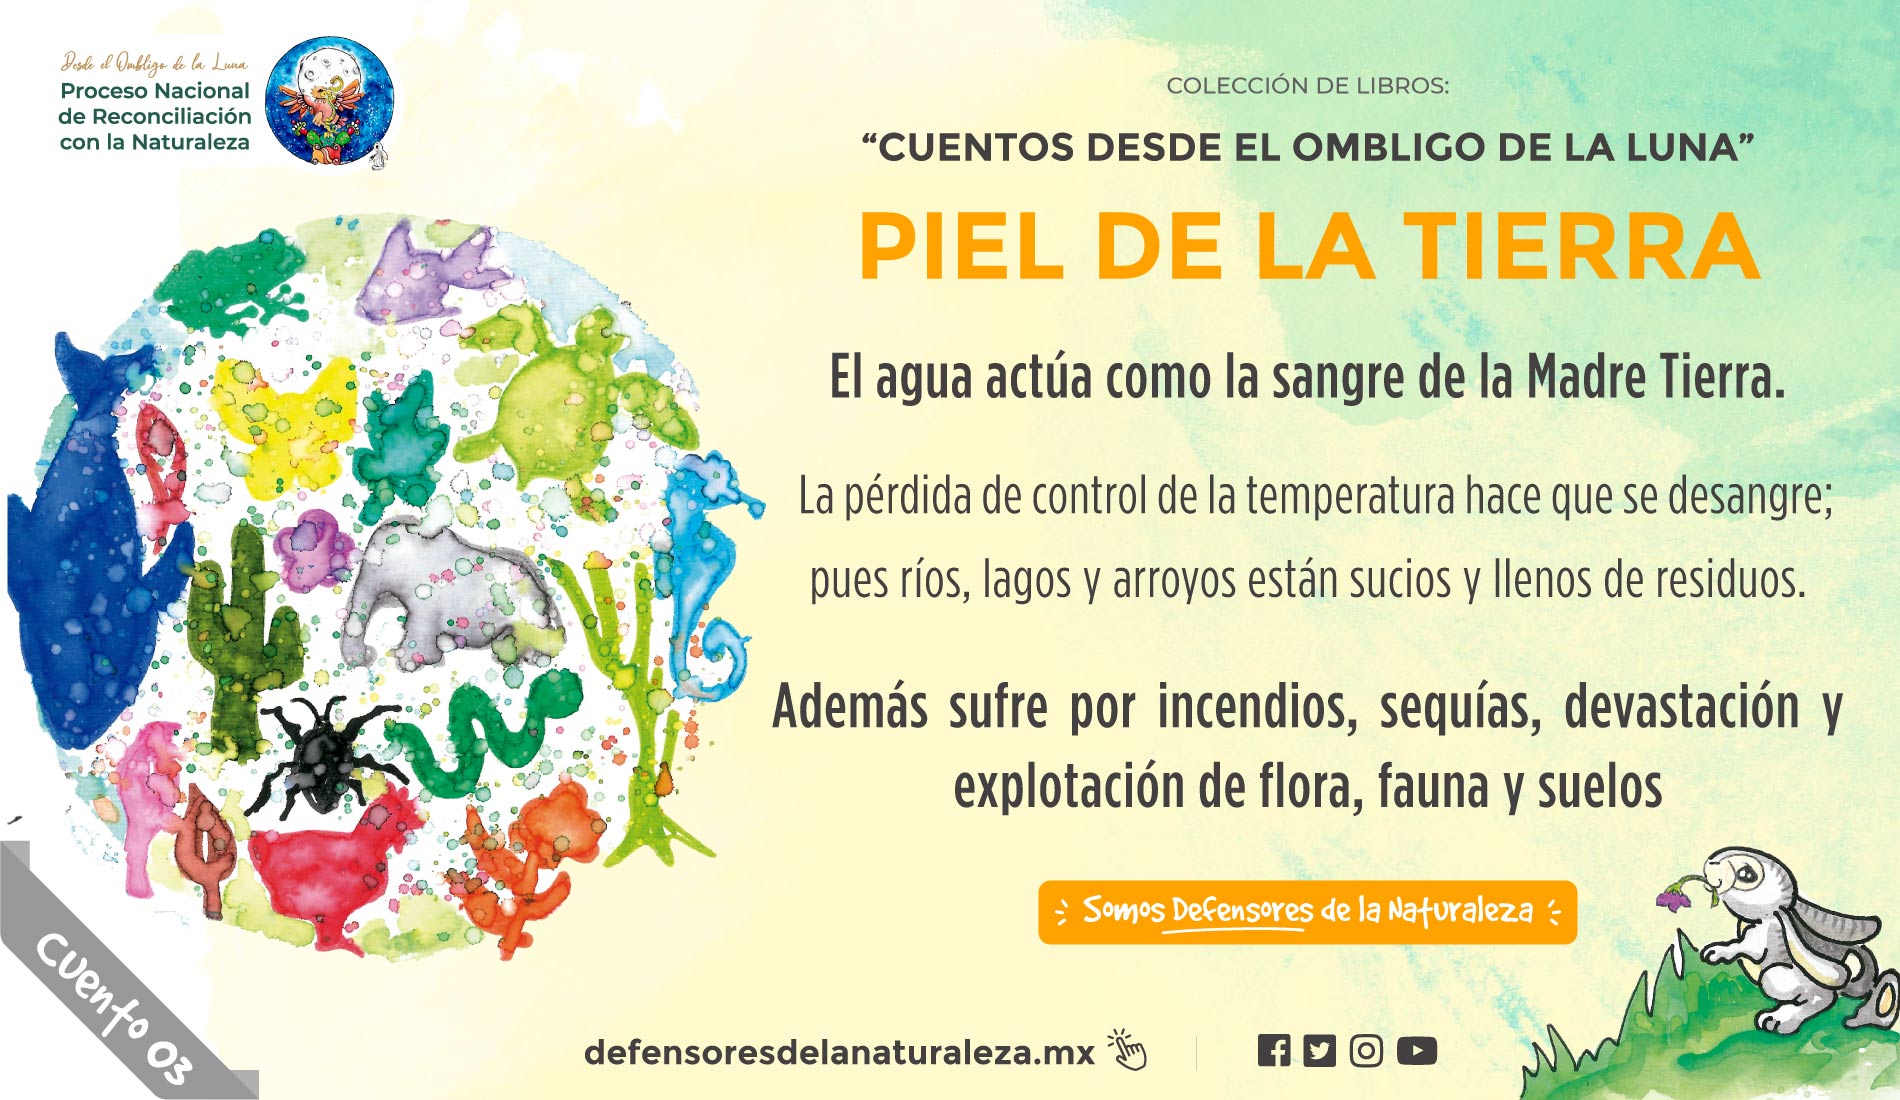 Desde el Ombligo de la Luna
Proceso Nacional
de Reconciliación
con la Naturaleza
COLECCIÓN DE LIBROS:
“CUENTOS DESDE EL OMBLIGO DE LA LUNA”
PIEL DE LA TIERRA
El agua actúa como la sangre de la Madre Tierra.
La pérdida de control de la temperatura hace que se desangre;
pues ríos, lagos y arroyos están sucios y llenos de residuos.
Además sufre por incendios, sequías, devastación y
explotación de flora, fauna y suelos
Somos Defensores de la Naturaleza
Cuento 03
defensoresdelanaturaleza.mx